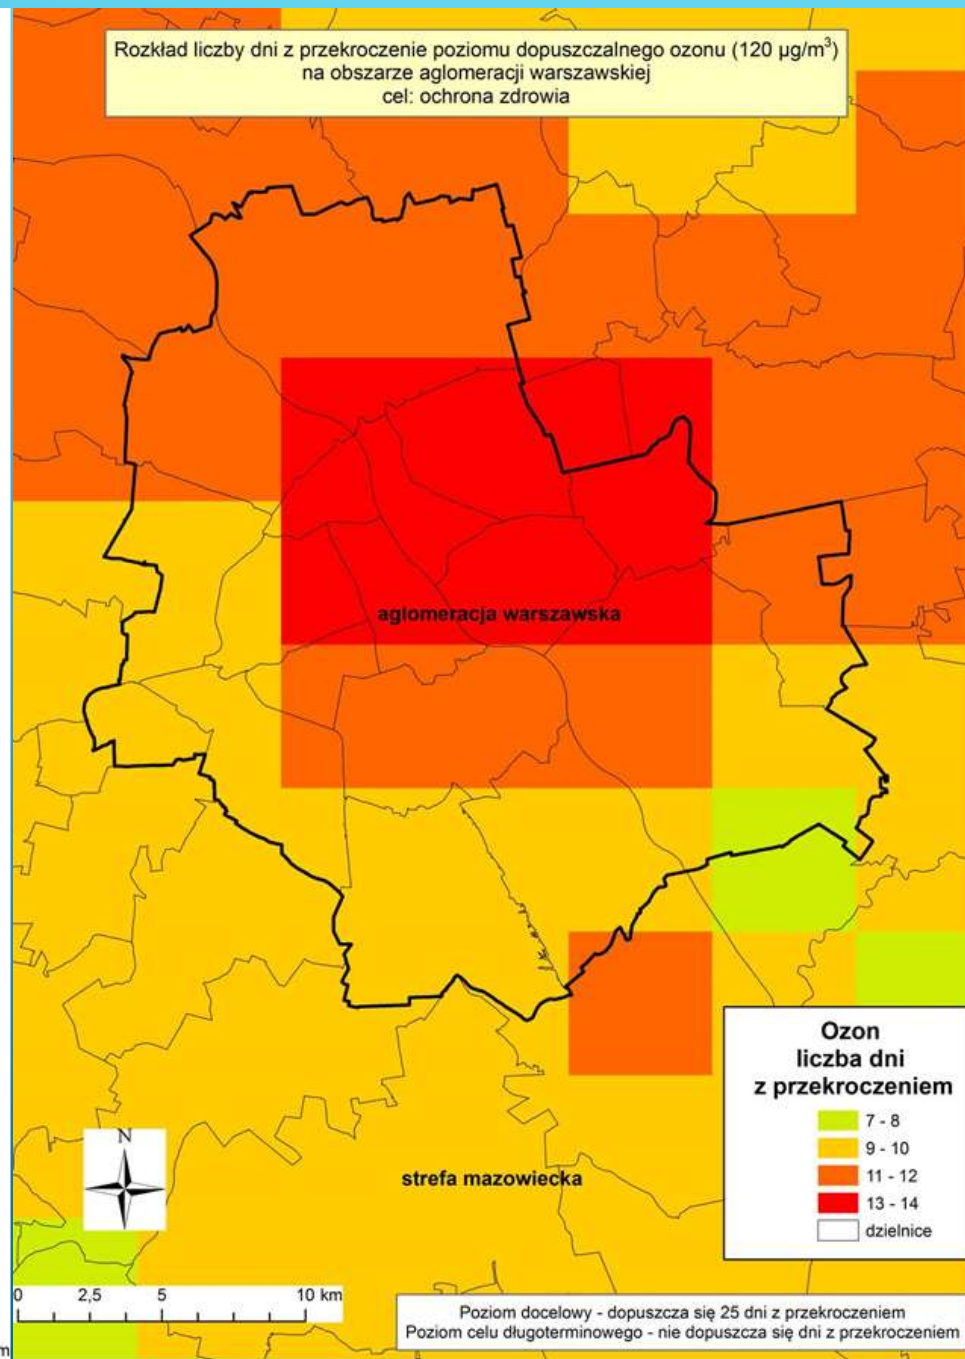 Rozkład liczby dni z przekroczenie poziomu dopuszczalnego ozonu (120 µg/m³)
na obszarze aglomeracji warszawskiej
cel: ochrona zdrowia
aglomeracja warszawska
Ozon
liczba dni
z przekroczeniem
7 - 8
9 - 10
11 - 12
13 - 14
dzielnice
N
strefa mazowiecka
0 2,5 5 10 km
Poziom docelowy - dopuszcza się 25 dni z przekroczeniem
Poziom celu długoterminowego - nie dopuszcza się dni z przekroczeniem
m